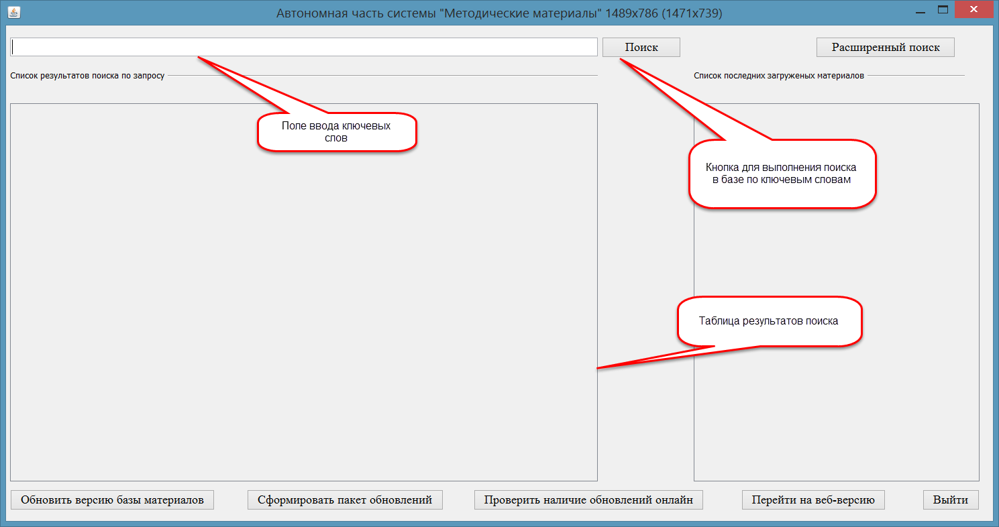 Автономная часть системы "Методические материалы" 1489x786 (1471x739)
Поиск
Расширенный поиск
Список результатов поиска по запросу
Список последних загруженых материалов
Поле ввода ключевых
слов
Кнопка для выполнения поиска
в базе по ключевым словам
Таблица результатов поиска
Обновить версию базы материалов
Сформировать пакет обновлений
Проверить наличие обновлений онлайн
Перейти на веб-версию
Выйти